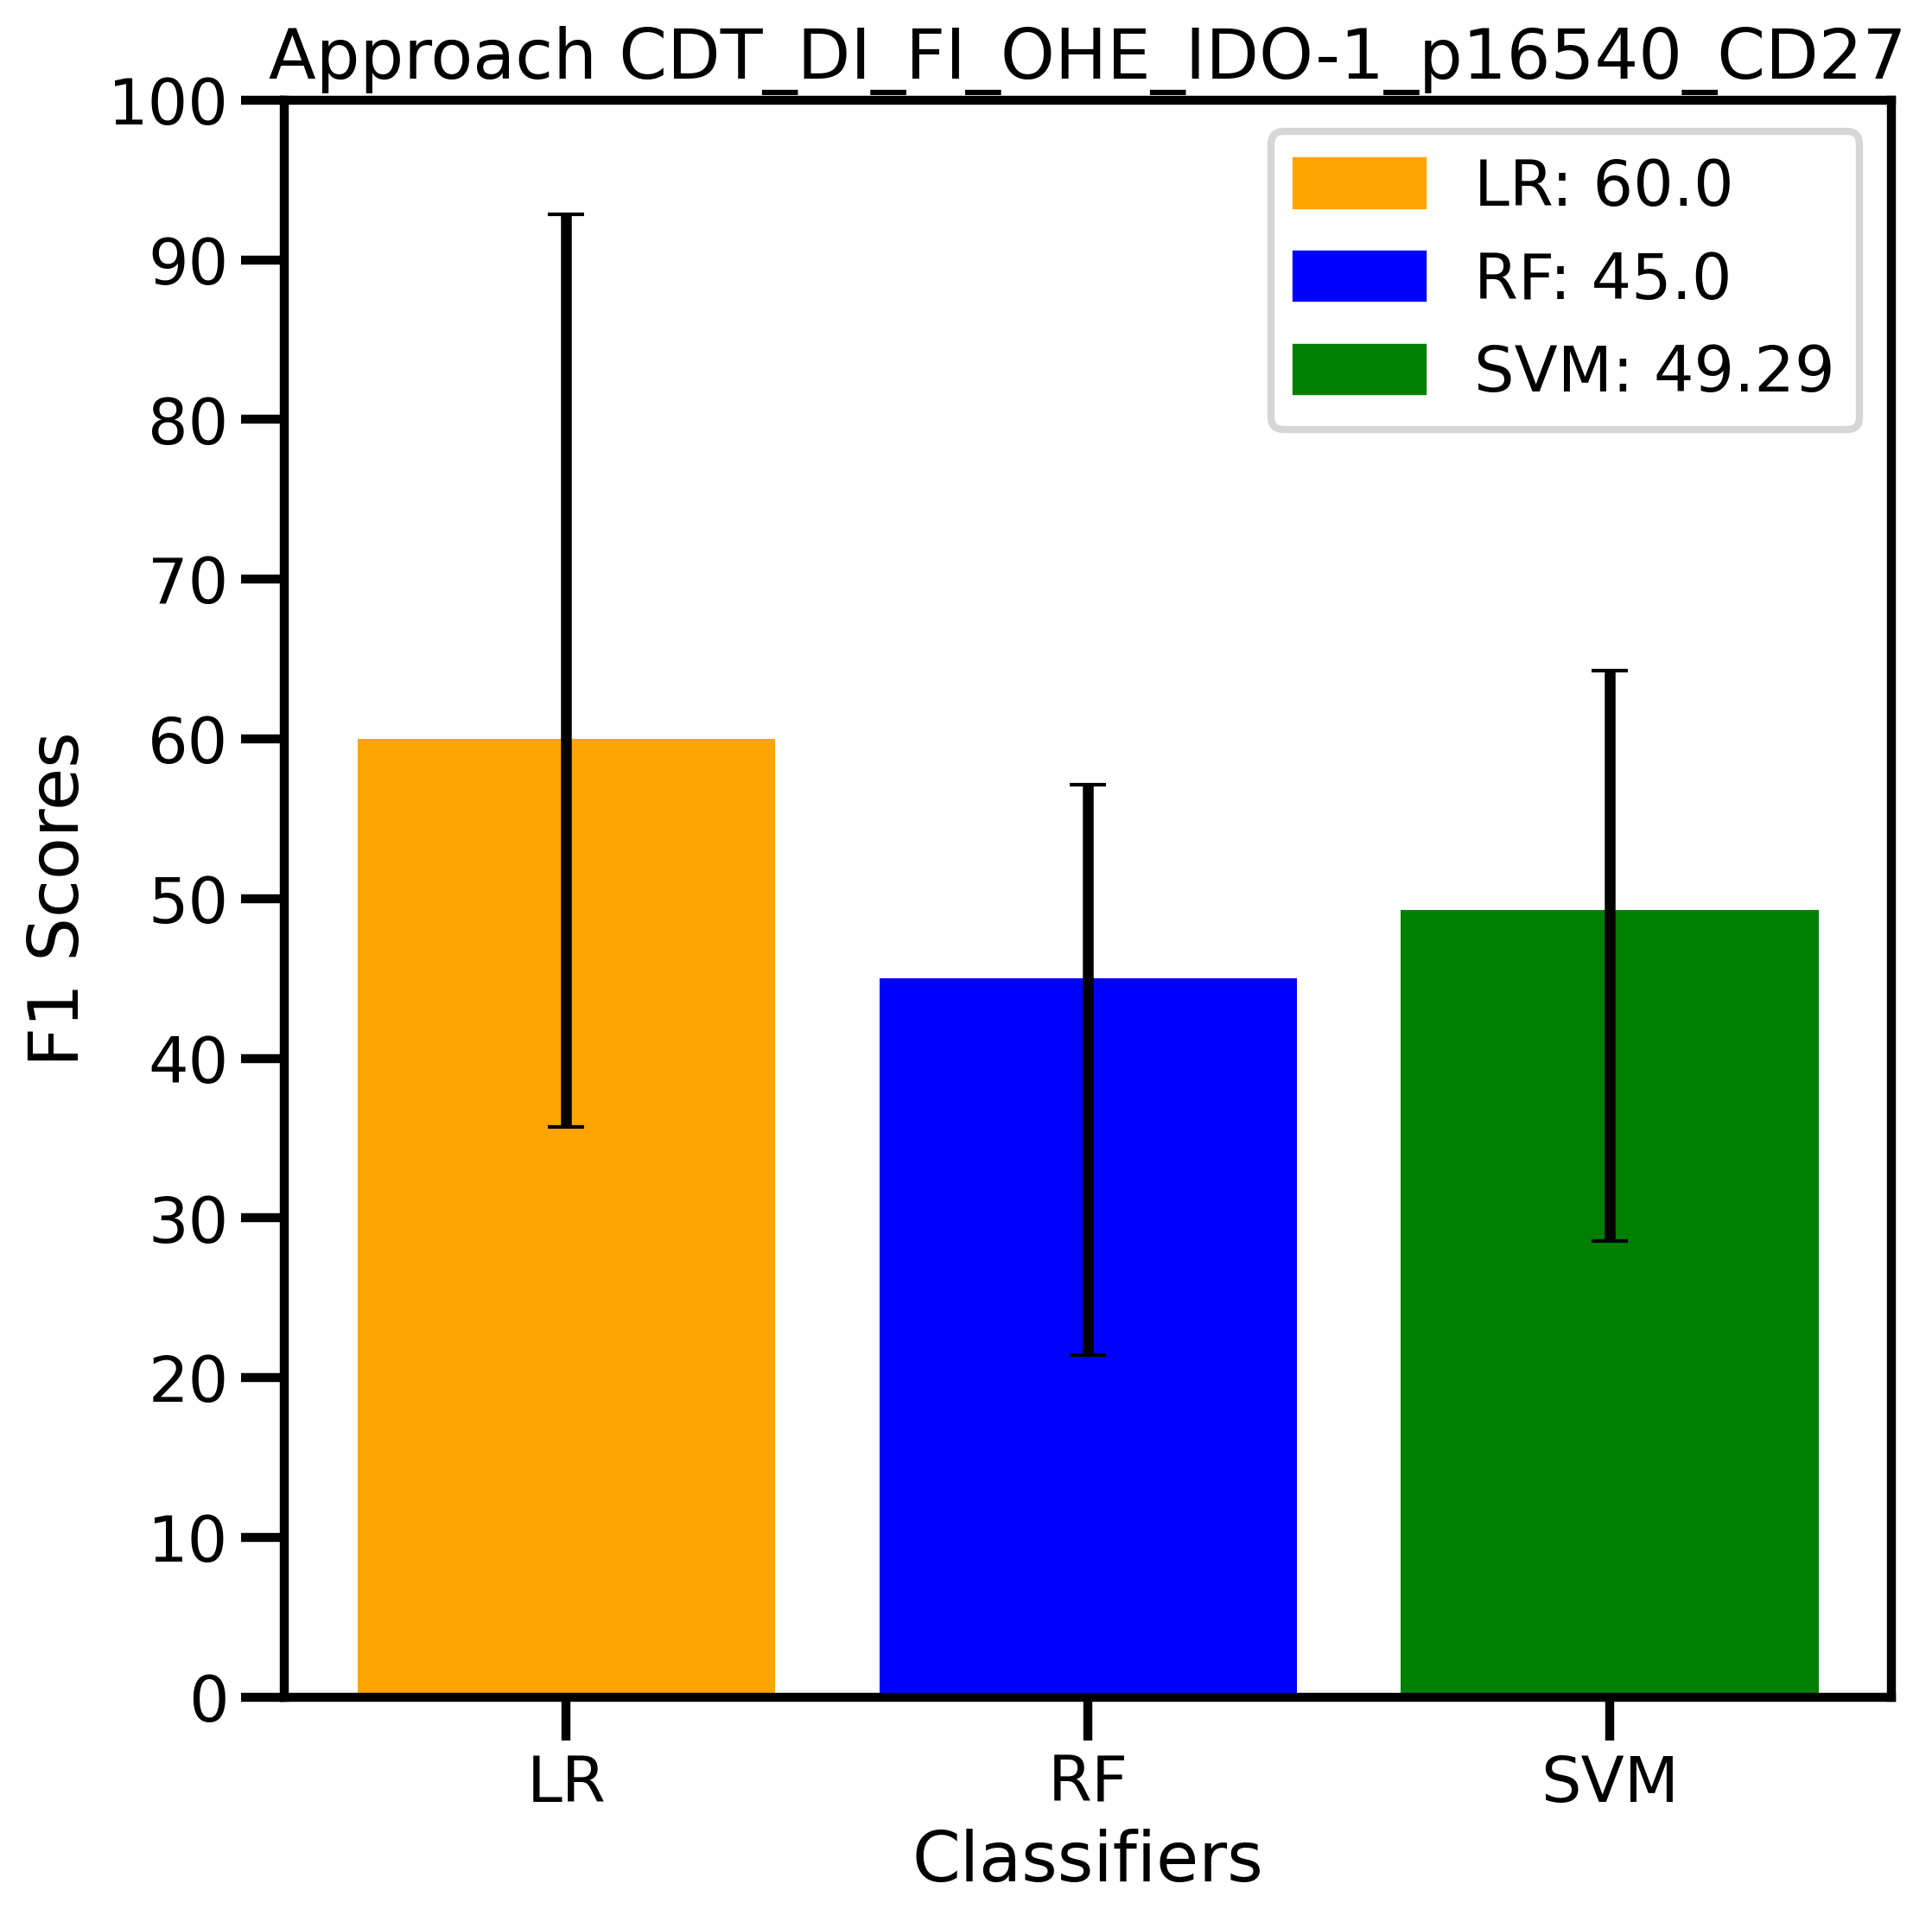 Approach CDT_DI_FI_OHE_IDO-1_p16540_CD27
100
90
80
70
60
50
40
30
20
10
0
F1 Scores
LR: 60.0
RF: 45.0
SVM: 49.29
LR
RF
SVM
Classifiers